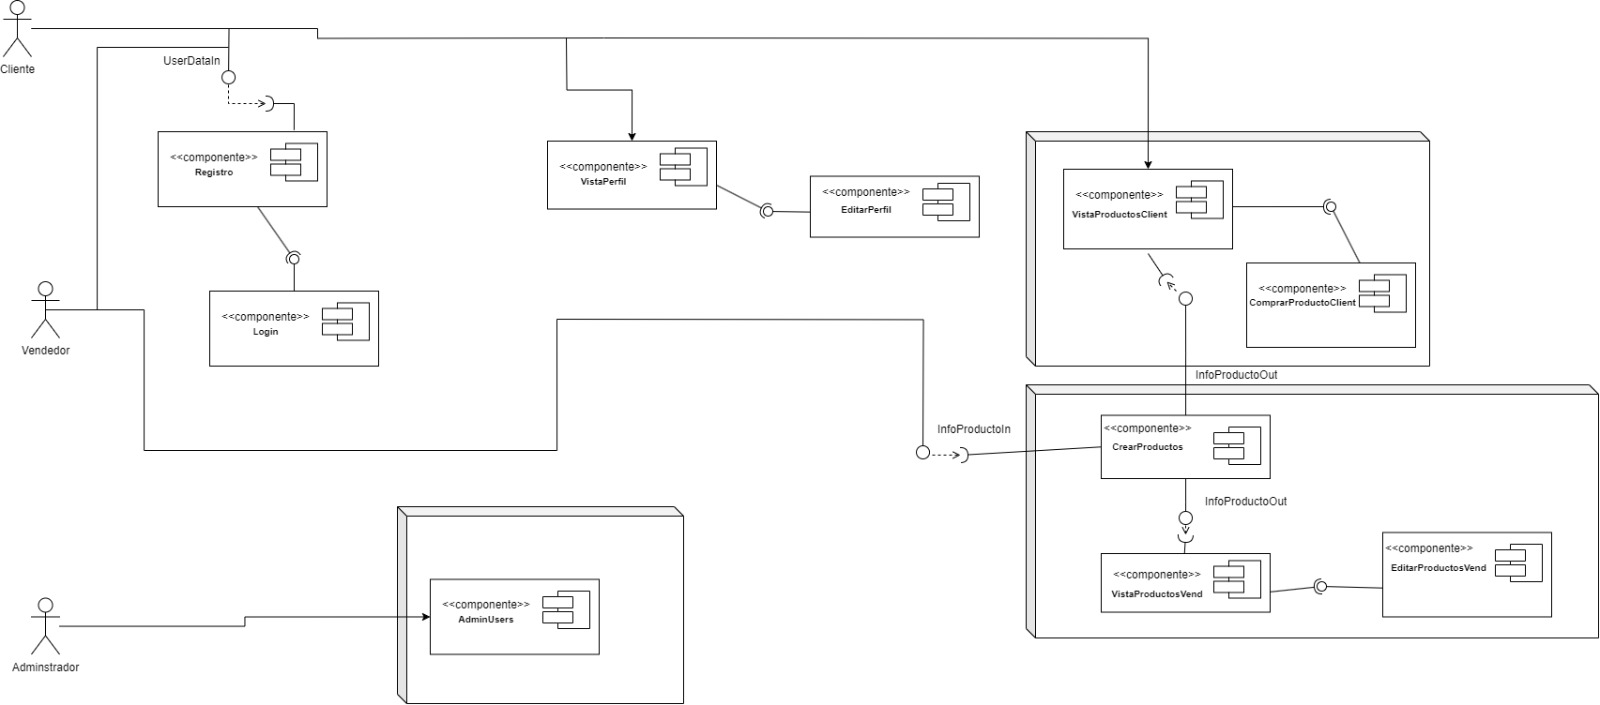 Cliente
UserDataIn
<<componente>>
Registro
<<componente>>
VistaPerfil
<<componente>>
EditarPerfil
<<componente>>
VistaProductosClient
<<componente>>
ComprarProductoClient
<<componente>>
Login
Vendedor
InfoProductoOut
InfoProductoIn
<<componente>>
CrearProductos
InfoProductoOut
<<componente>>
VistaProductosVend
<<componente>>
EditarProductosVend
<<componente>>
AdminUsers
Adminstrador